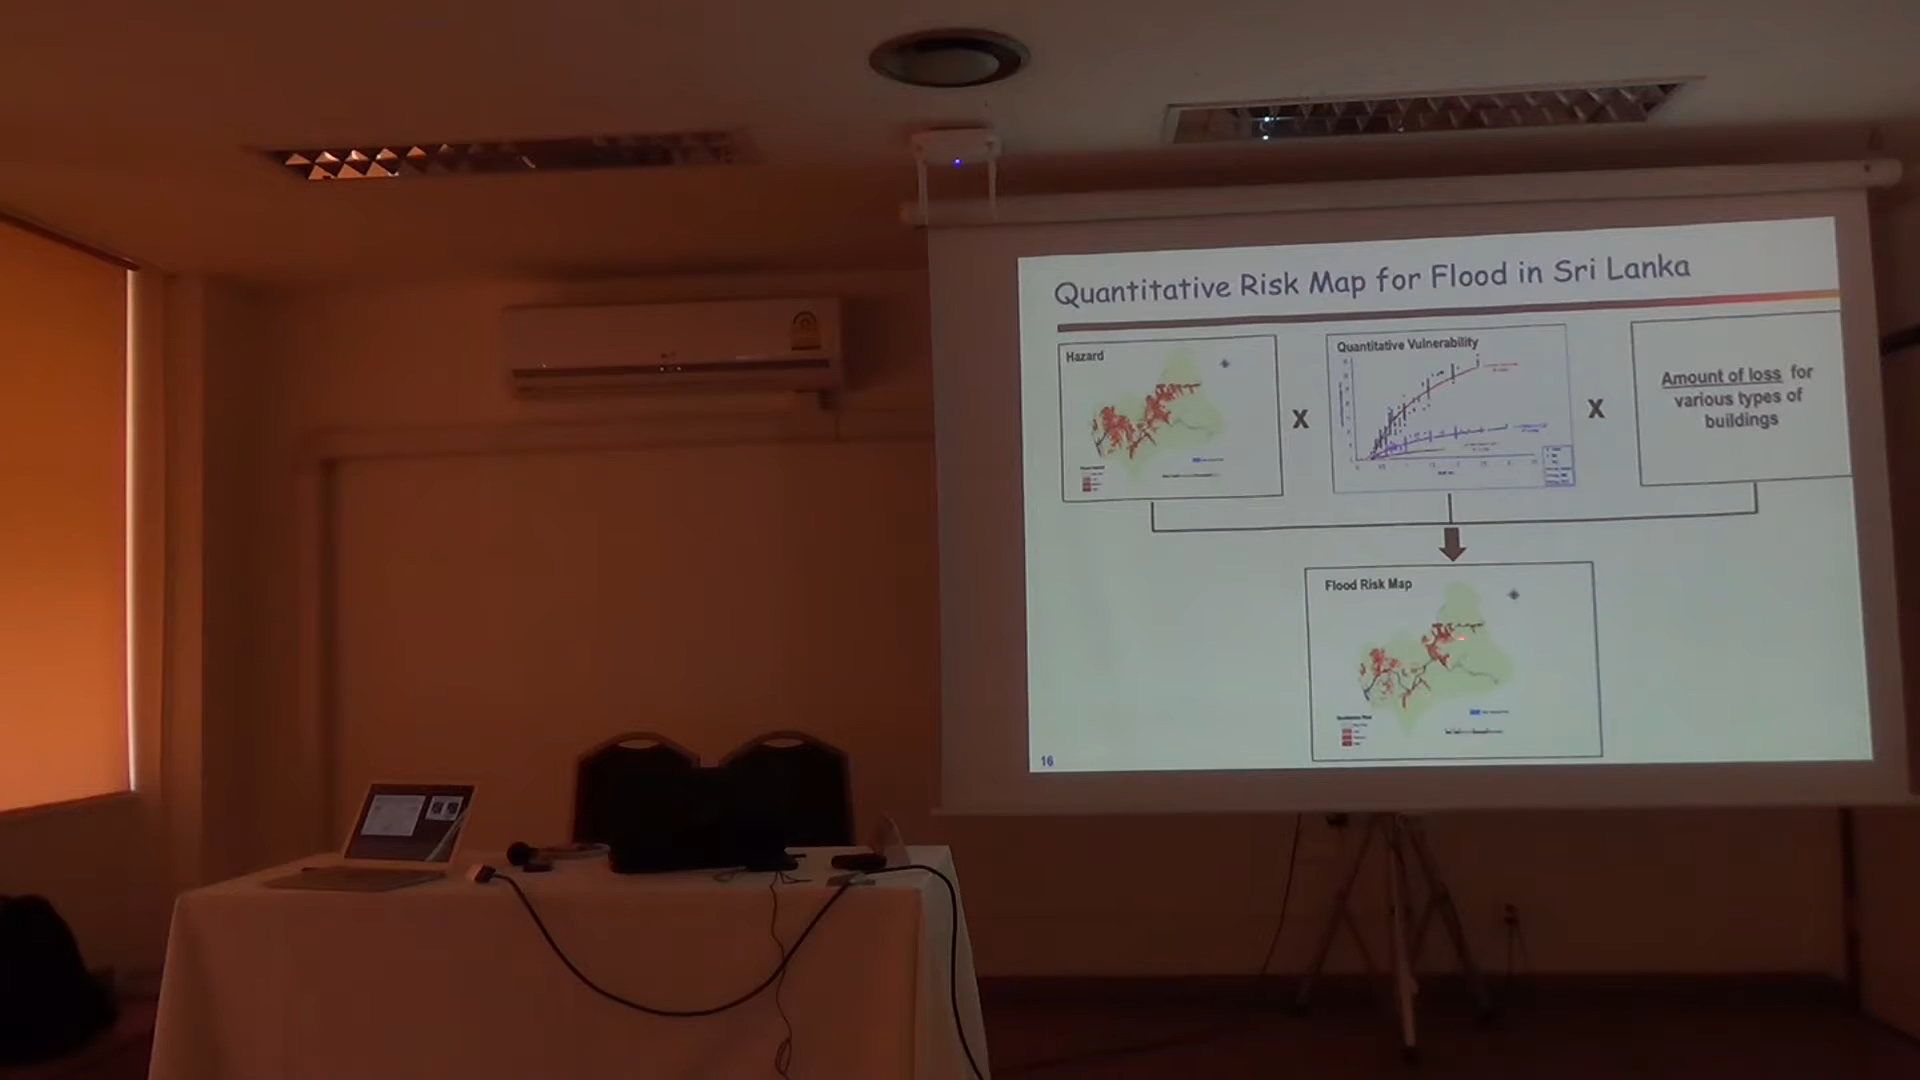 Quantitative Risk Map for Flood in Sri Lanka
Hazard
X
Quantitative Vulnerability
X
Amount of loss for
various types of
buildings
Flood Risk Map
16